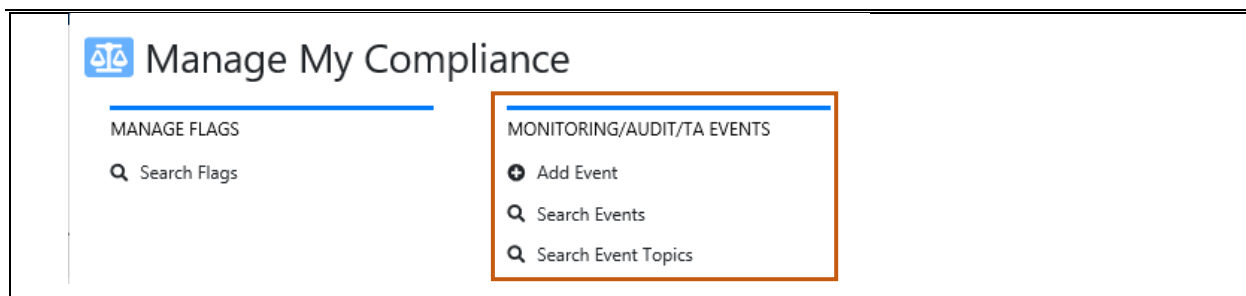 Manage My Compliance
MANAGE FLAGS
Search Flags
MONITORING/AUDIT/TA EVENTS
Add Event
Search Events
Search Event Topics